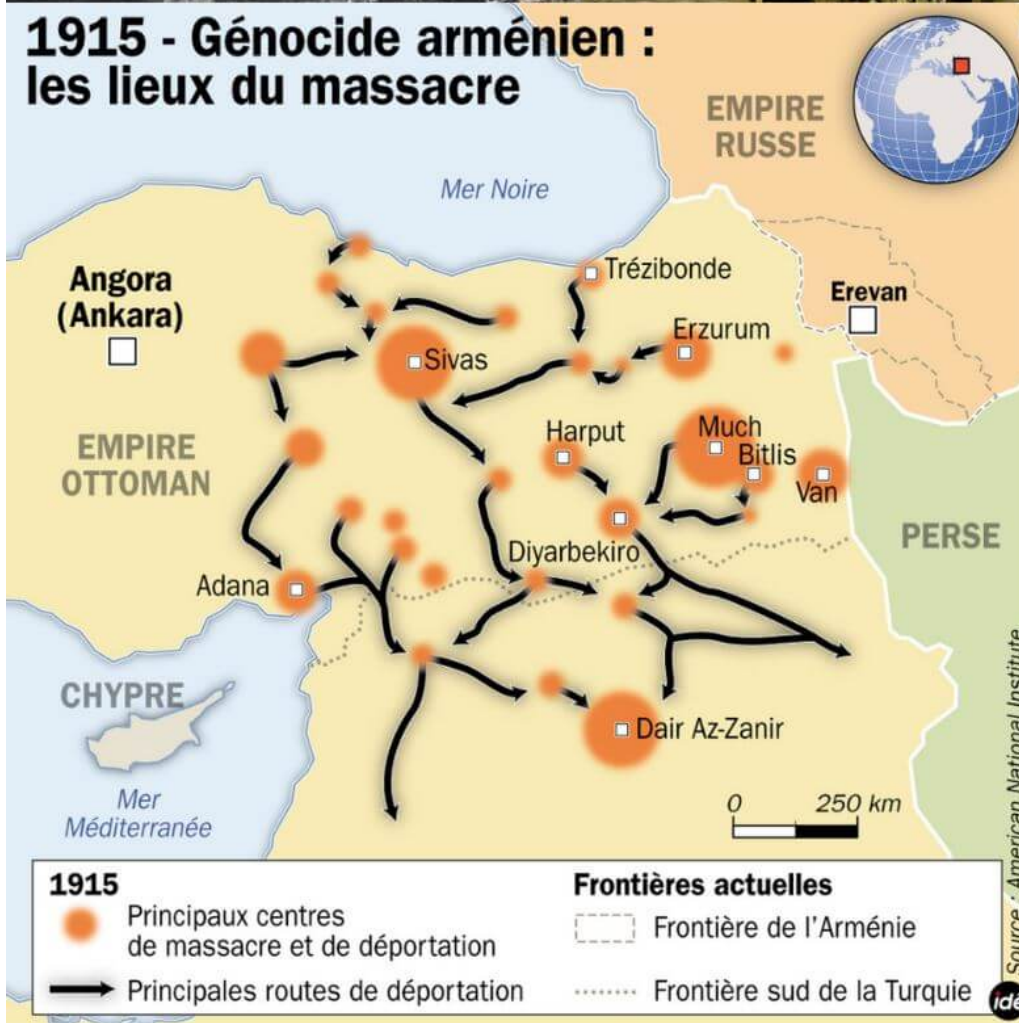 1915 - Génocide arménien :
les lieux du massacre
EMPIRE
RUSSE
Mer Noire
Angora
(Ankara)
Trézibonde
Erevan
Erzurum
Sivas
EMPIRE
OTTOMAN
Harput
Much
Bitlis
Van
PERSE
Diyarbekiro
Adana
CHYPRE
Dair Az-Zanir
Mer
Méditerranée
0 250 km
1915
Principaux centres
de massacre et de déportation
Principales routes de déportation
Frontières actuelles
Frontière de l'Arménie
Frontière sud de la Turquie
Source : American National Institute
idé